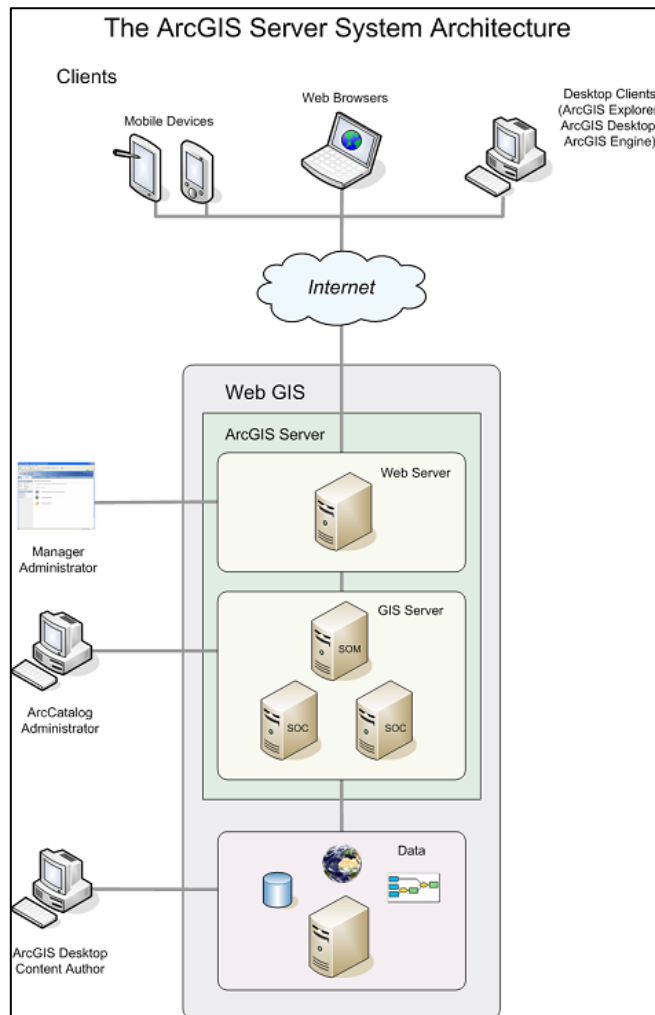 The ArcGIS Server System Architecture
Clients
Mobile Devices
Web Browsers
Desktop Clients
(ArcGIS Explorer
ArcGIS Desktop
ArcGIS Engine)
Internet
Web GIS
ArcGIS Server
Web Server
Manager
Administrator
GIS Server
SOM
SOC
SOC
ArcCatalog
Administrator
Data
ArcGIS Desktop
Content Author